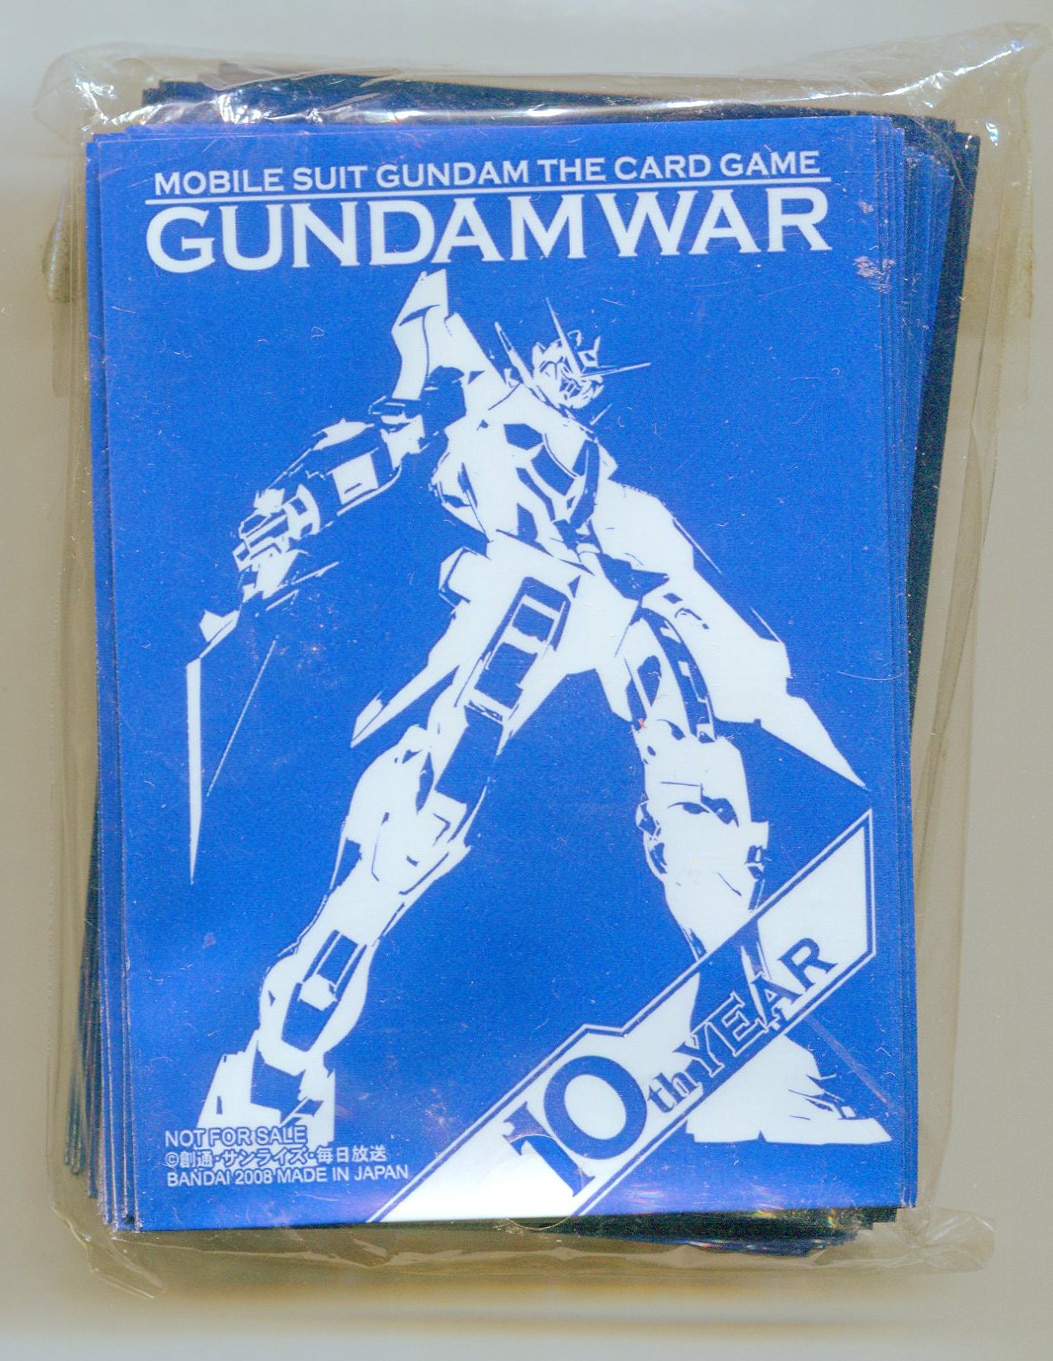 MOBILE SUIT GUNDAM THE CARD GAME
GUNDAM WAR
10th YEAR
NOT FOR SALE
©創通・サンライズ・毎日放送
BANDAI 2008 MADE IN JAPAN